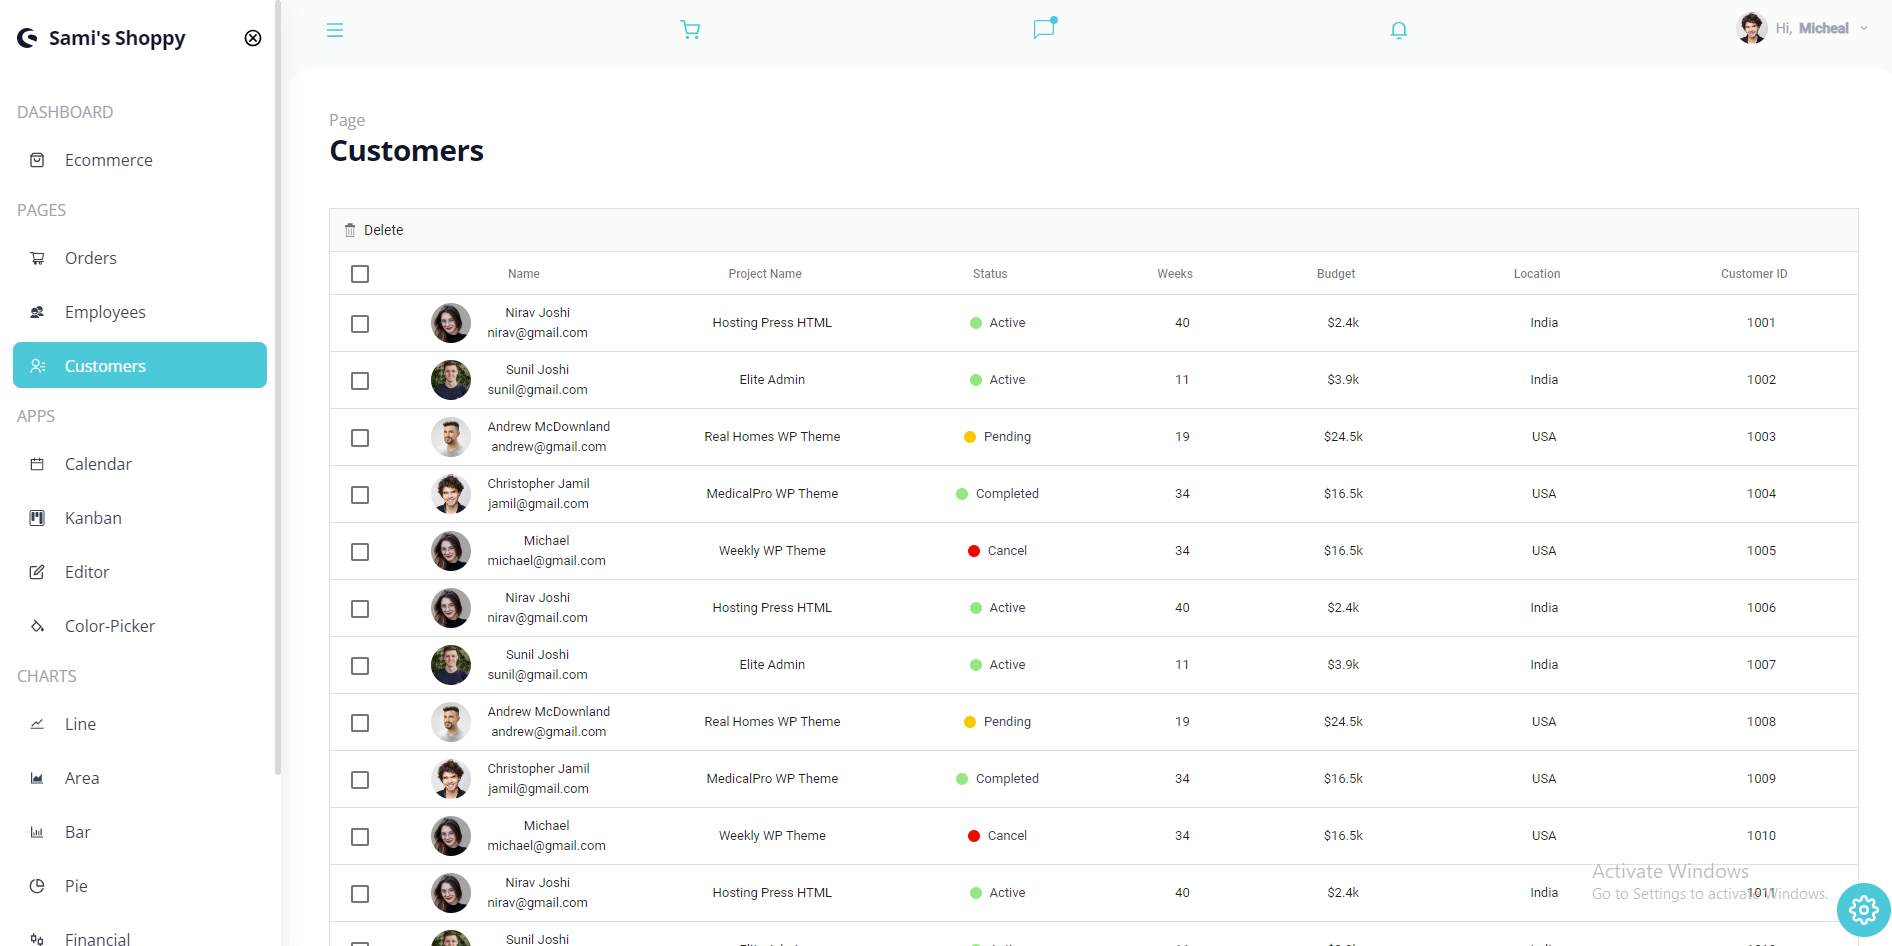 Sami's Shoppy
Hi, Micheal
DASHBOARD
Ecommerce
PAGES
Orders
Employees
Customers
APPS
Calendar
Kanban
Editor
Color-Picker
CHARTS
Line
Area
Bar
Pie
Financial
Page
Customers
Delete
Name Project Name Status Weeks Budget Location Customer ID
Nirav Joshi
nirav@gmail.com
Hosting Press HTML Active 40 $2.4k India 1001
Sunil Joshi
sunil@gmail.com
Elite Admin Active 11 $3.9k India 1002
Andrew McDownland
andrew@gmail.com
Real Homes WP Theme Pending 19 $24.5k USA 1003
Christopher Jamil
jamil@gmail.com
MedicalPro WP Theme Completed 34 $16.5k USA 1004
Michael
michael@gmail.com
Weekly WP Theme Cancel 34 $16.5k USA 1005
Nirav Joshi
nirav@gmail.com
Hosting Press HTML Active 40 $2.4k India 1006
Sunil Joshi
sunil@gmail.com
Elite Admin Active 11 $3.9k India 1007
Andrew McDownland
andrew@gmail.com
Real Homes WP Theme Pending 19 $24.5k USA 1008
Christopher Jamil
jamil@gmail.com
MedicalPro WP Theme Completed 34 $16.5k USA 1009
Michael
michael@gmail.com
Weekly WP Theme Cancel 34 $16.5k USA 1010
Nirav Joshi
nirav@gmail.com
Hosting Press HTML Active 40 $2.4k India 1011
Sunil Joshi
Activate Windows
Go to Settings to activate Windows.